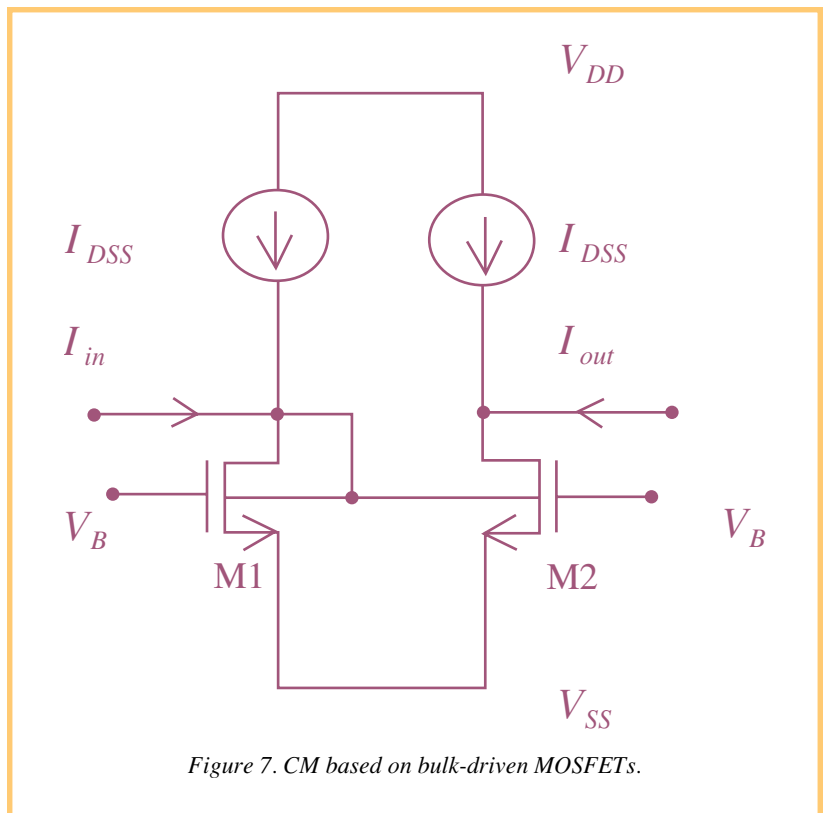 V_DD
I_DSS I_DSS
I_in I_out
V_B V_B
M1 M2
V_SS
Figure 7. CM based on bulk-driven MOSFETs.